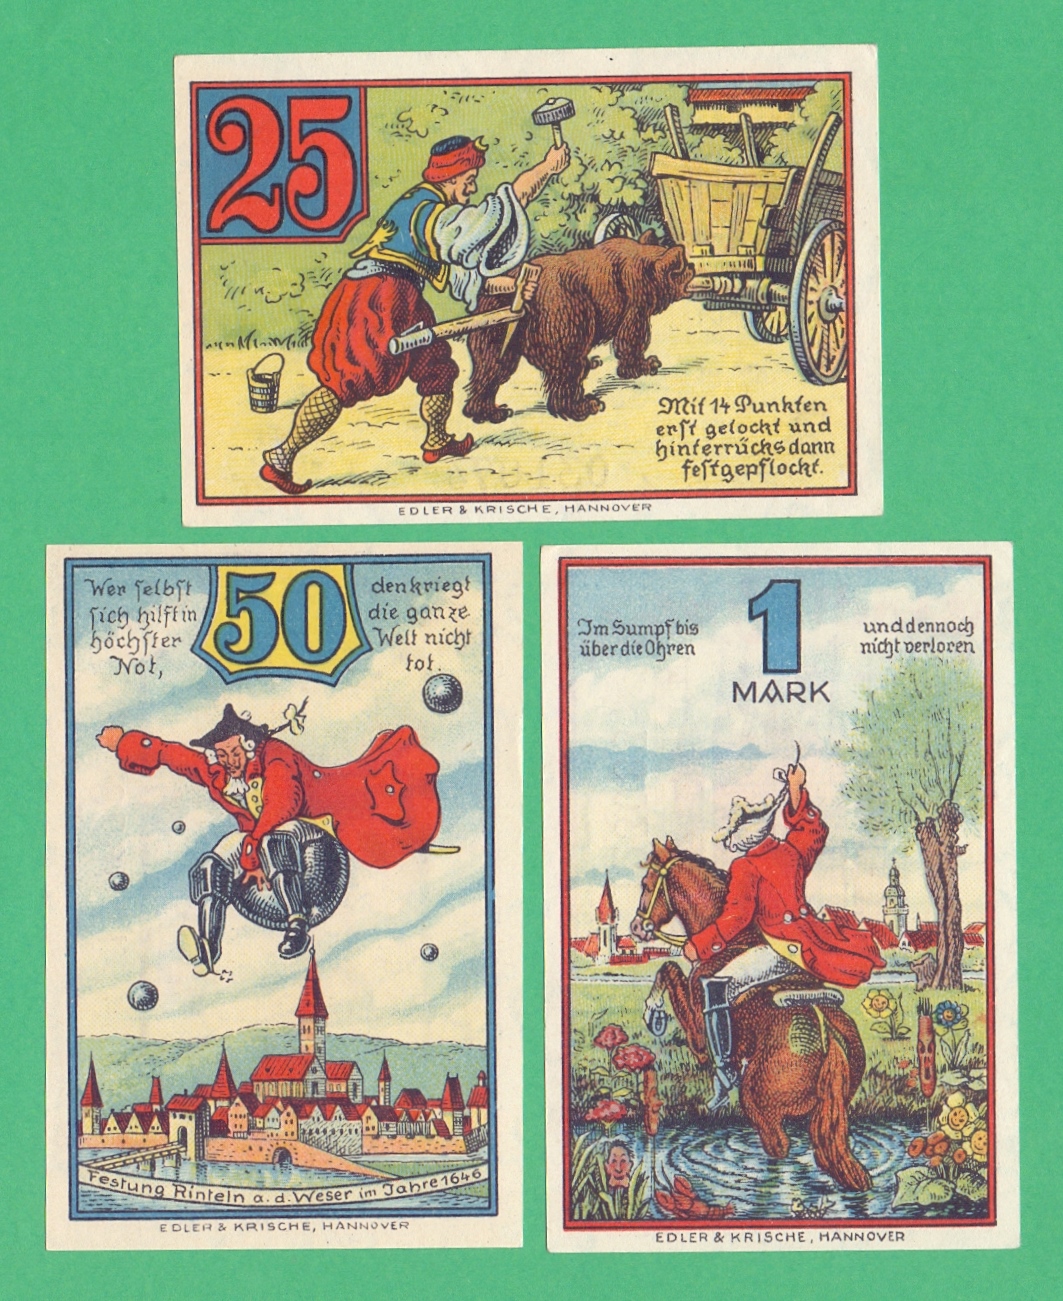 25
Mit 14 Punkten
erst gelockt und
hinterrücks dann
festgepflockt.
EDLER & KRISCHE, HANNOVER
Wer selbst
sich hilft in
höchster
Not,
50
den kriegt
die ganze
Welt nicht
tot.
Festung Rinteln a. d. Weser im Jahre 1646
EDLER & KRISCHE, HANNOVER
Im Sumpf bis
über die Ohren
1
MARK
und dennoch
nicht verloren
EDLER & KRISCHE, HANNOVER